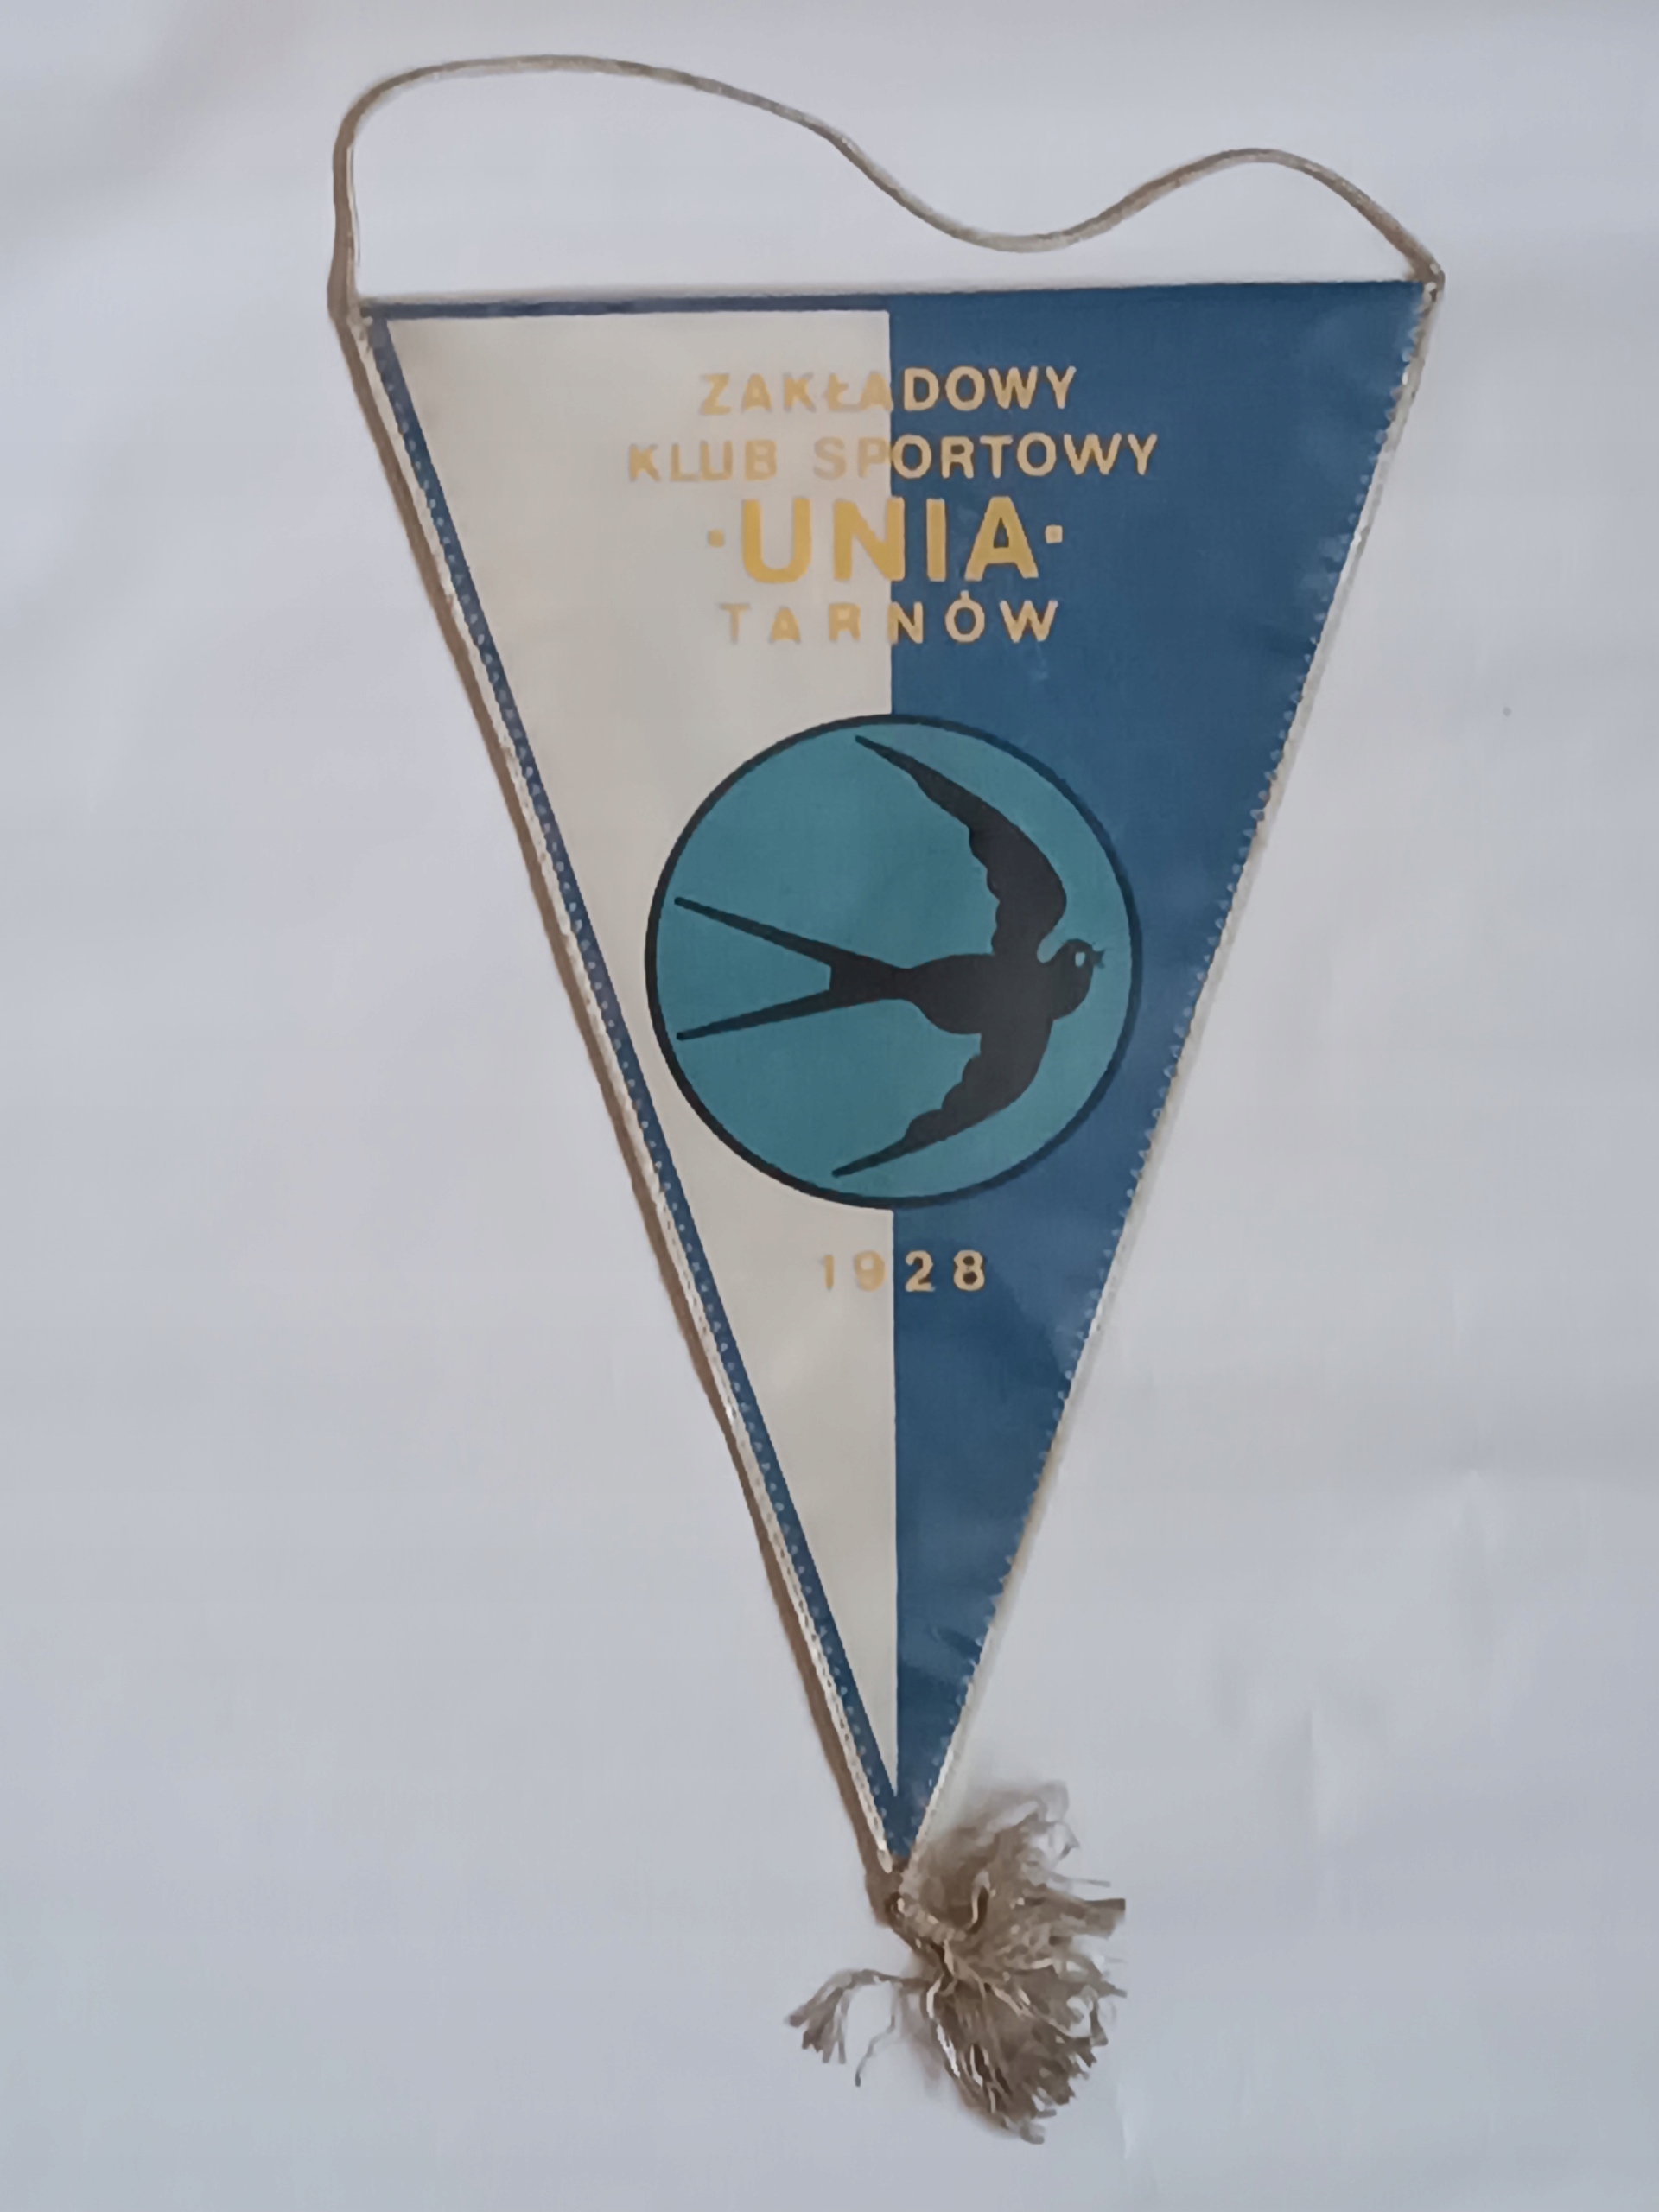 ZAKŁADOWY
KLUB SPORTOWY
·UNIA·
TARNÓW
1928